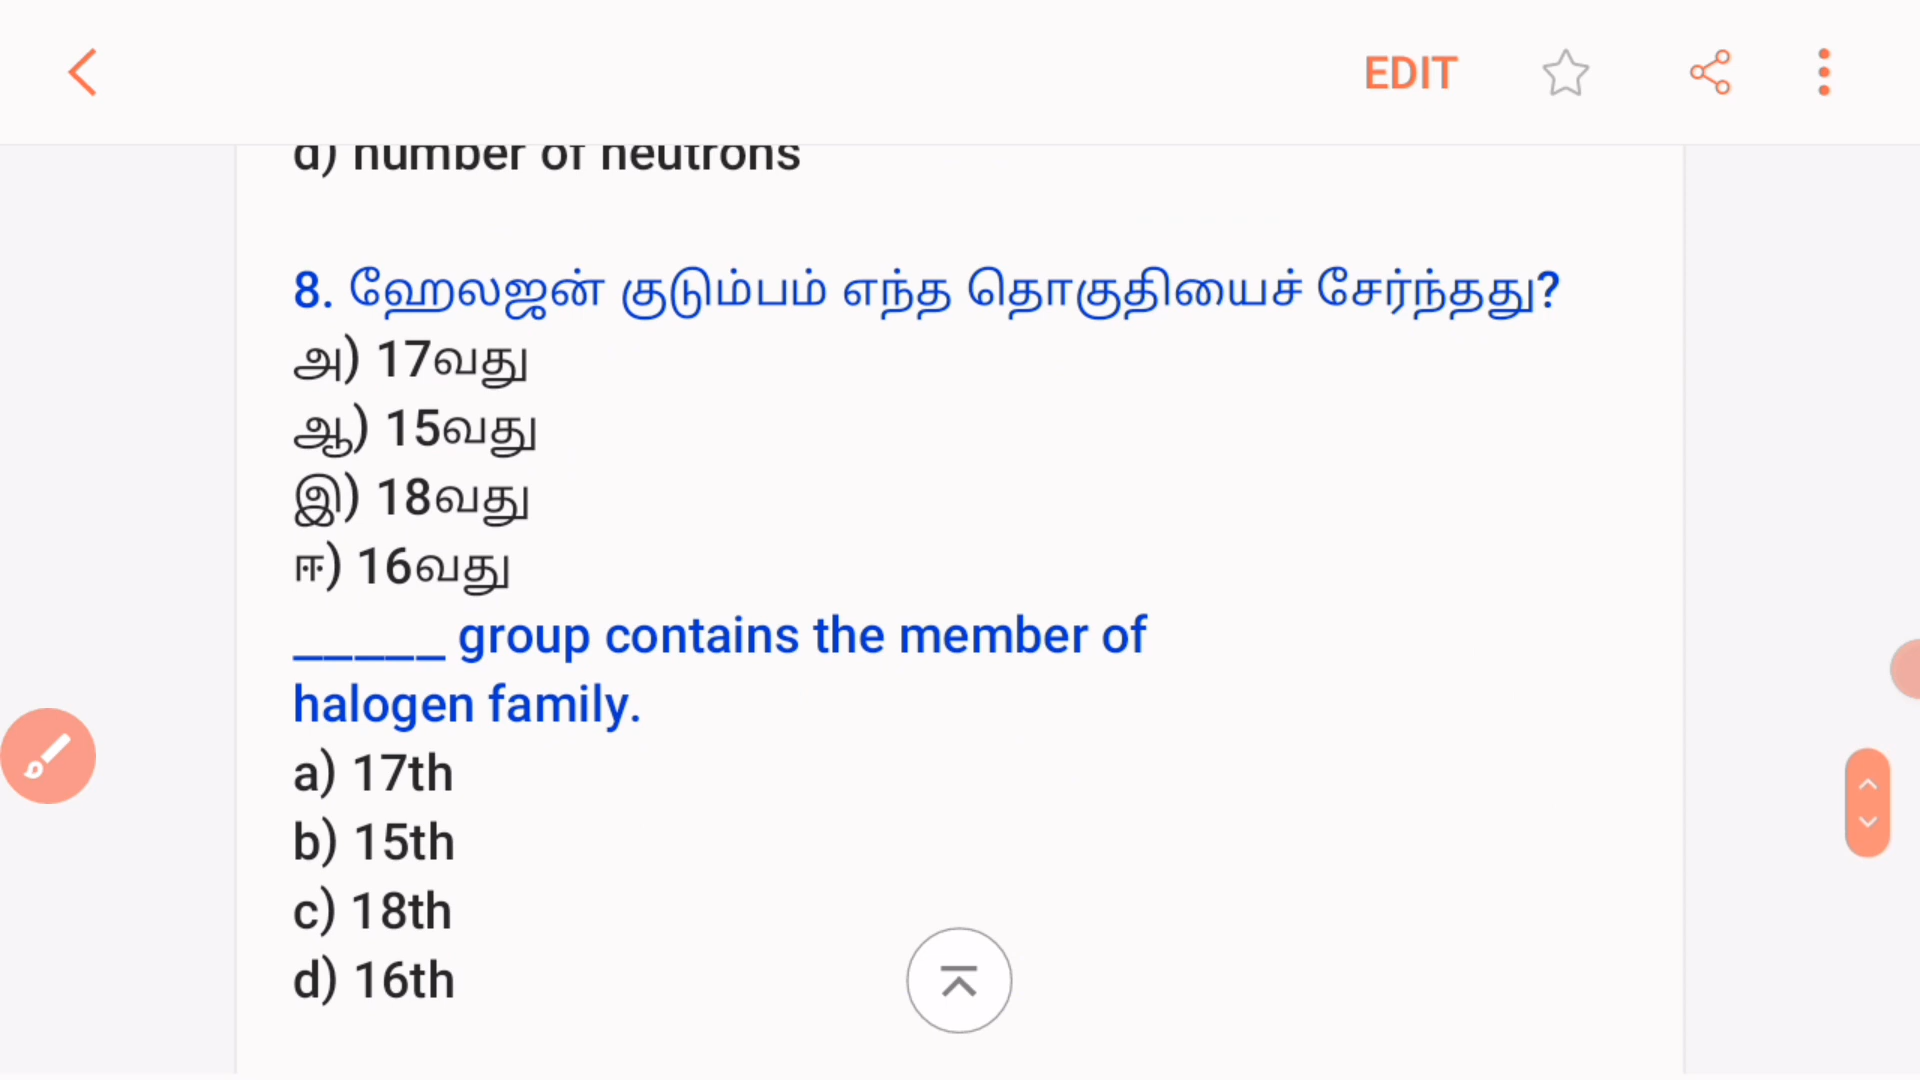 EDIT
d) number of neutrons
8. ஹேலஜன் குடும்பம் எந்த தொகுதியைச் சேர்ந்தது?
அ) 17வது
ஆ) 15வது
இ) 18வது
ஈ) 16வது
_____ group contains the member of
halogen family.
a) 17th
b) 15th
c) 18th
d) 16th